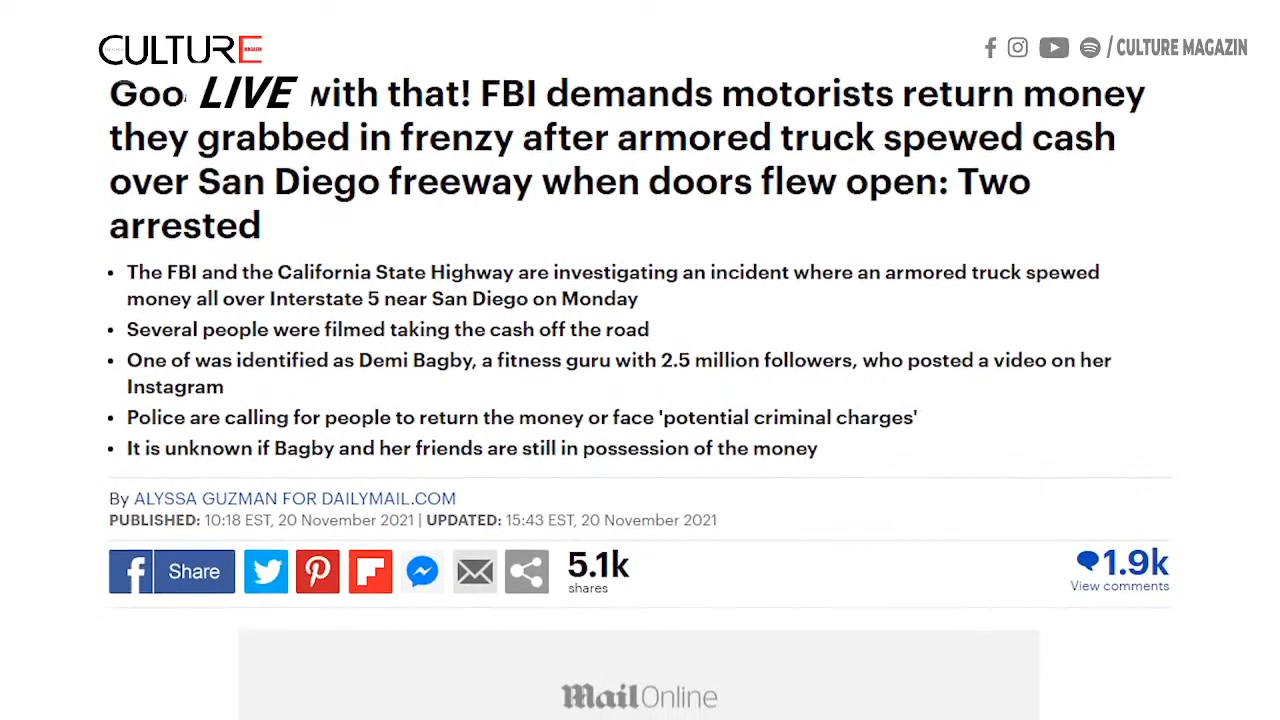 CULTURE MAGAZIN
/ CULTURE MAGAZIN
Goo LIVE with that! FBI demands motorists return money
they grabbed in frenzy after armored truck spewed cash
over San Diego freeway when doors flew open: Two
arrested
• The FBI and the California State Highway are investigating an incident where an armored truck spewed
money all over Interstate 5 near San Diego on Monday
• Several people were filmed taking the cash off the road
• One of was identified as Demi Bagby, a fitness guru with 2.5 million followers, who posted a video on her
Instagram
• Police are calling for people to return the money or face 'potential criminal charges'
• It is unknown if Bagby and her friends are still in possession of the money
By ALYSSA GUZMAN FOR DAILYMAIL.COM
PUBLISHED: 10:18 EST, 20 November 2021 | UPDATED: 15:43 EST, 20 November 2021
Share
5.1k
shares
1.9k
View comments
Mail Online